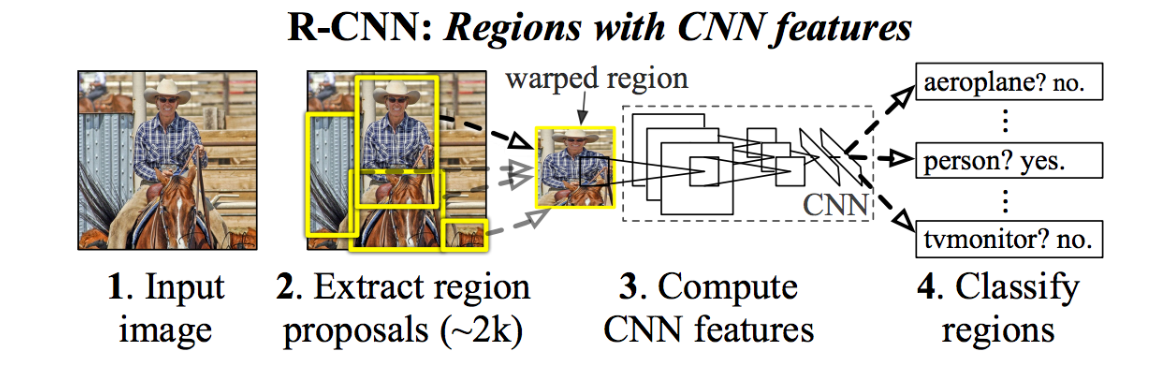 R-CNN: Regions with CNN features
warped region
aeroplane? no.
person? yes.
tvmonitor? no.
CNN
1. Input
image
2. Extract region
proposals (~2k)
3. Compute
CNN features
4. Classify
regions